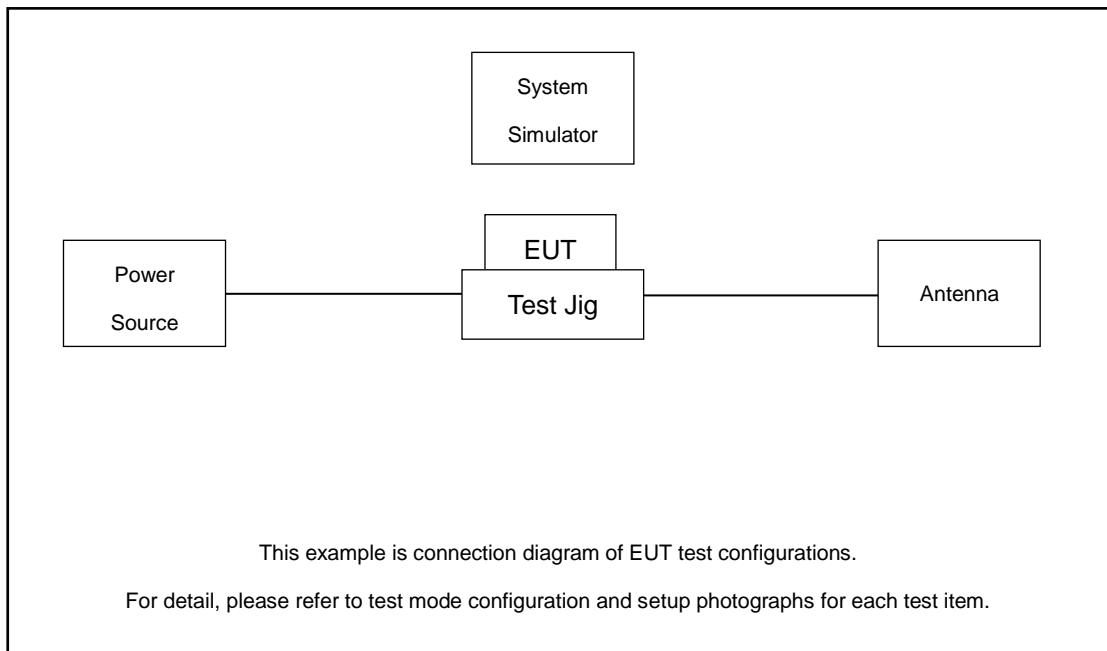 System
Simulator
EUT
Test Jig
Power
Source
Antenna
This example is connection diagram of EUT test configurations.
For detail, please refer to test mode configuration and setup photographs for each test item.